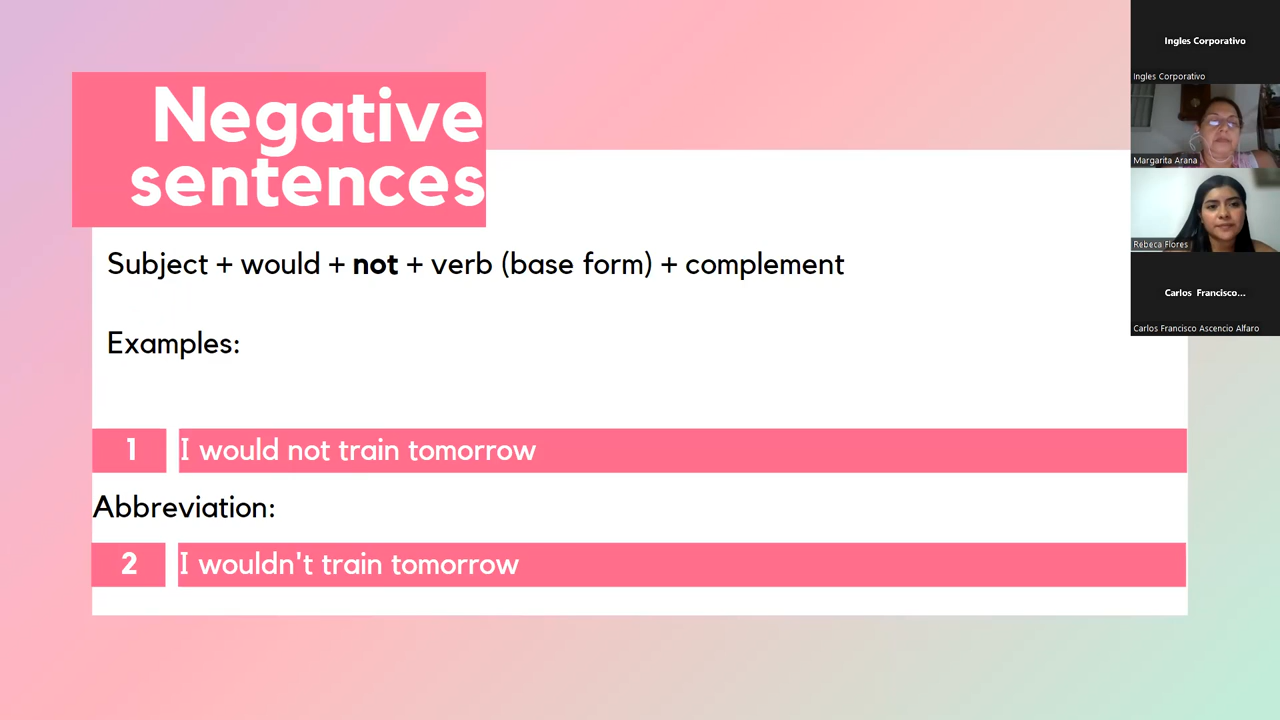 Negative
sentences
Subject + would + not + verb (base form) + complement
Examples:
1 I would not train tomorrow
Abbreviation:
2 I wouldn't train tomorrow
Ingles Corporativo
Ingles Corporativo
Margarita Arana
Rebeca Flores
Carlos Francisco...
Carlos Francisco Ascencio Alfaro